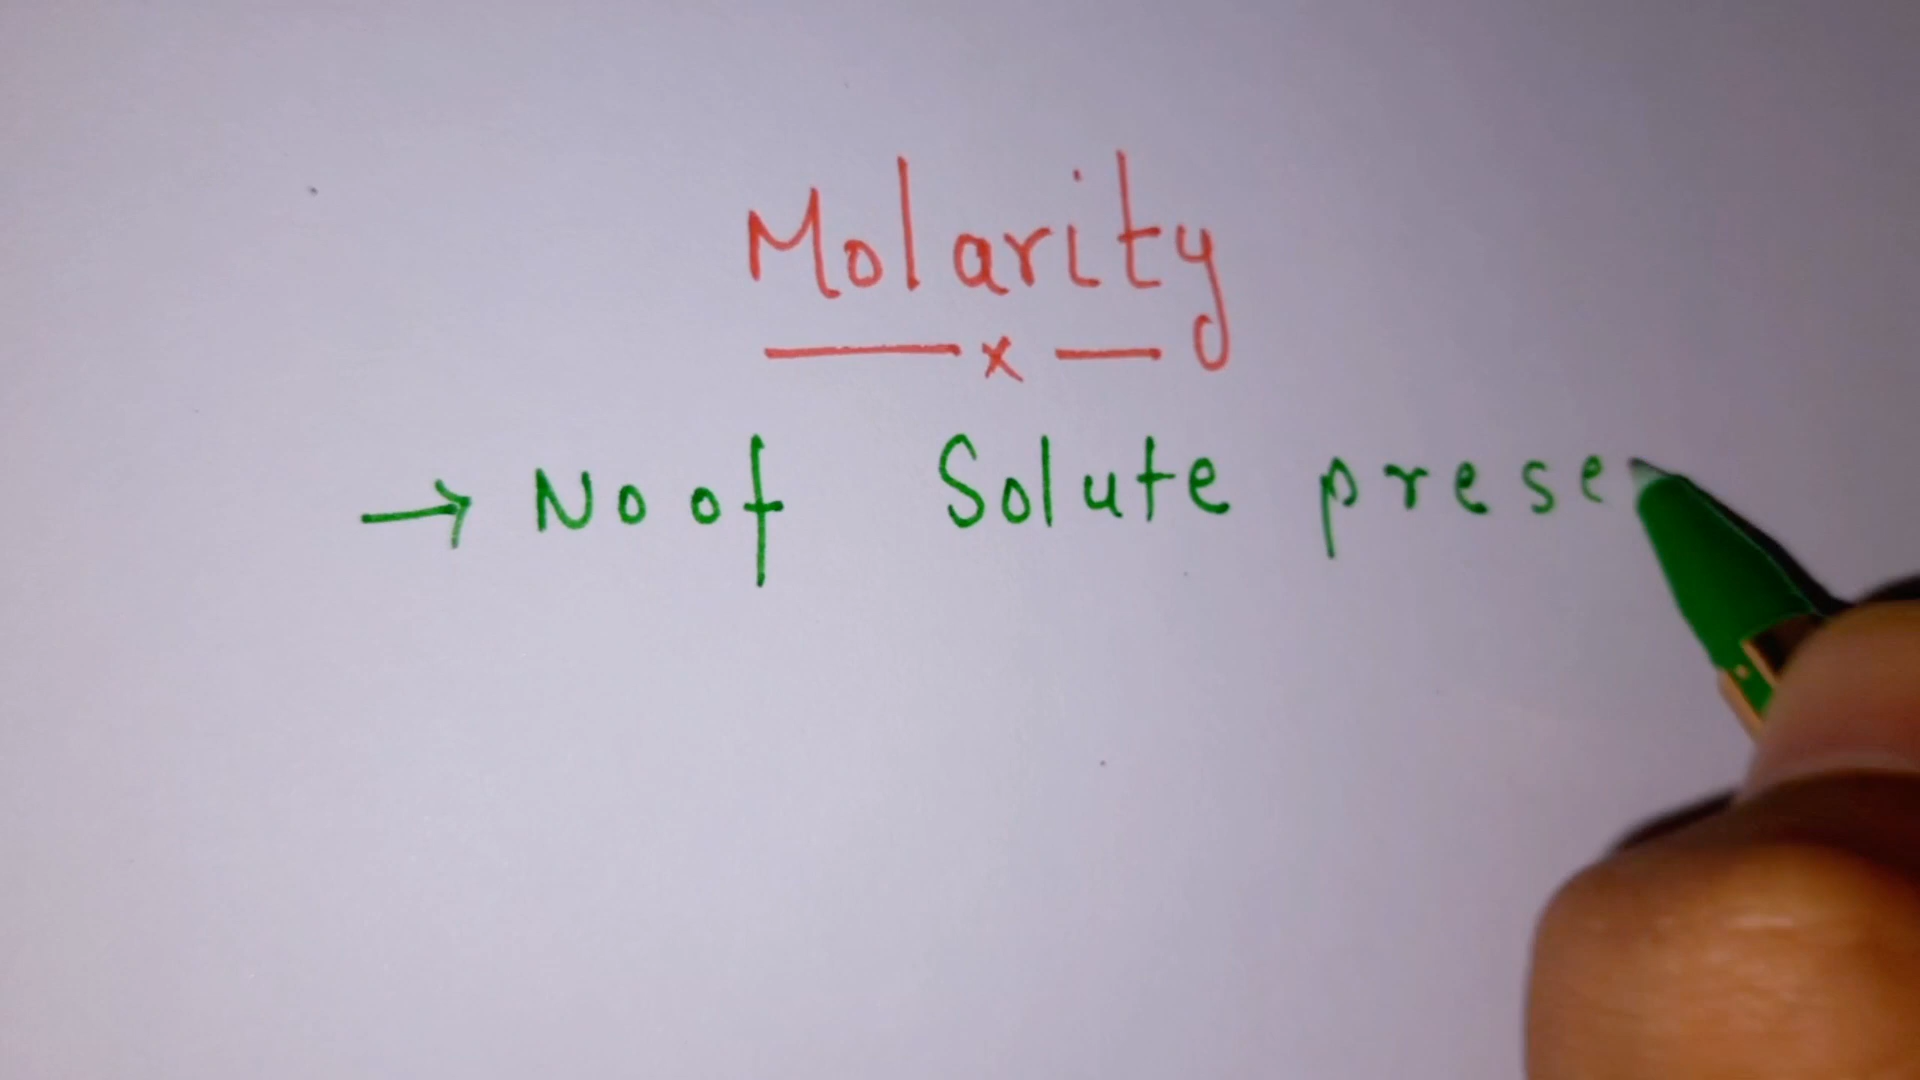 Molarity
x
→ No of Solute prese